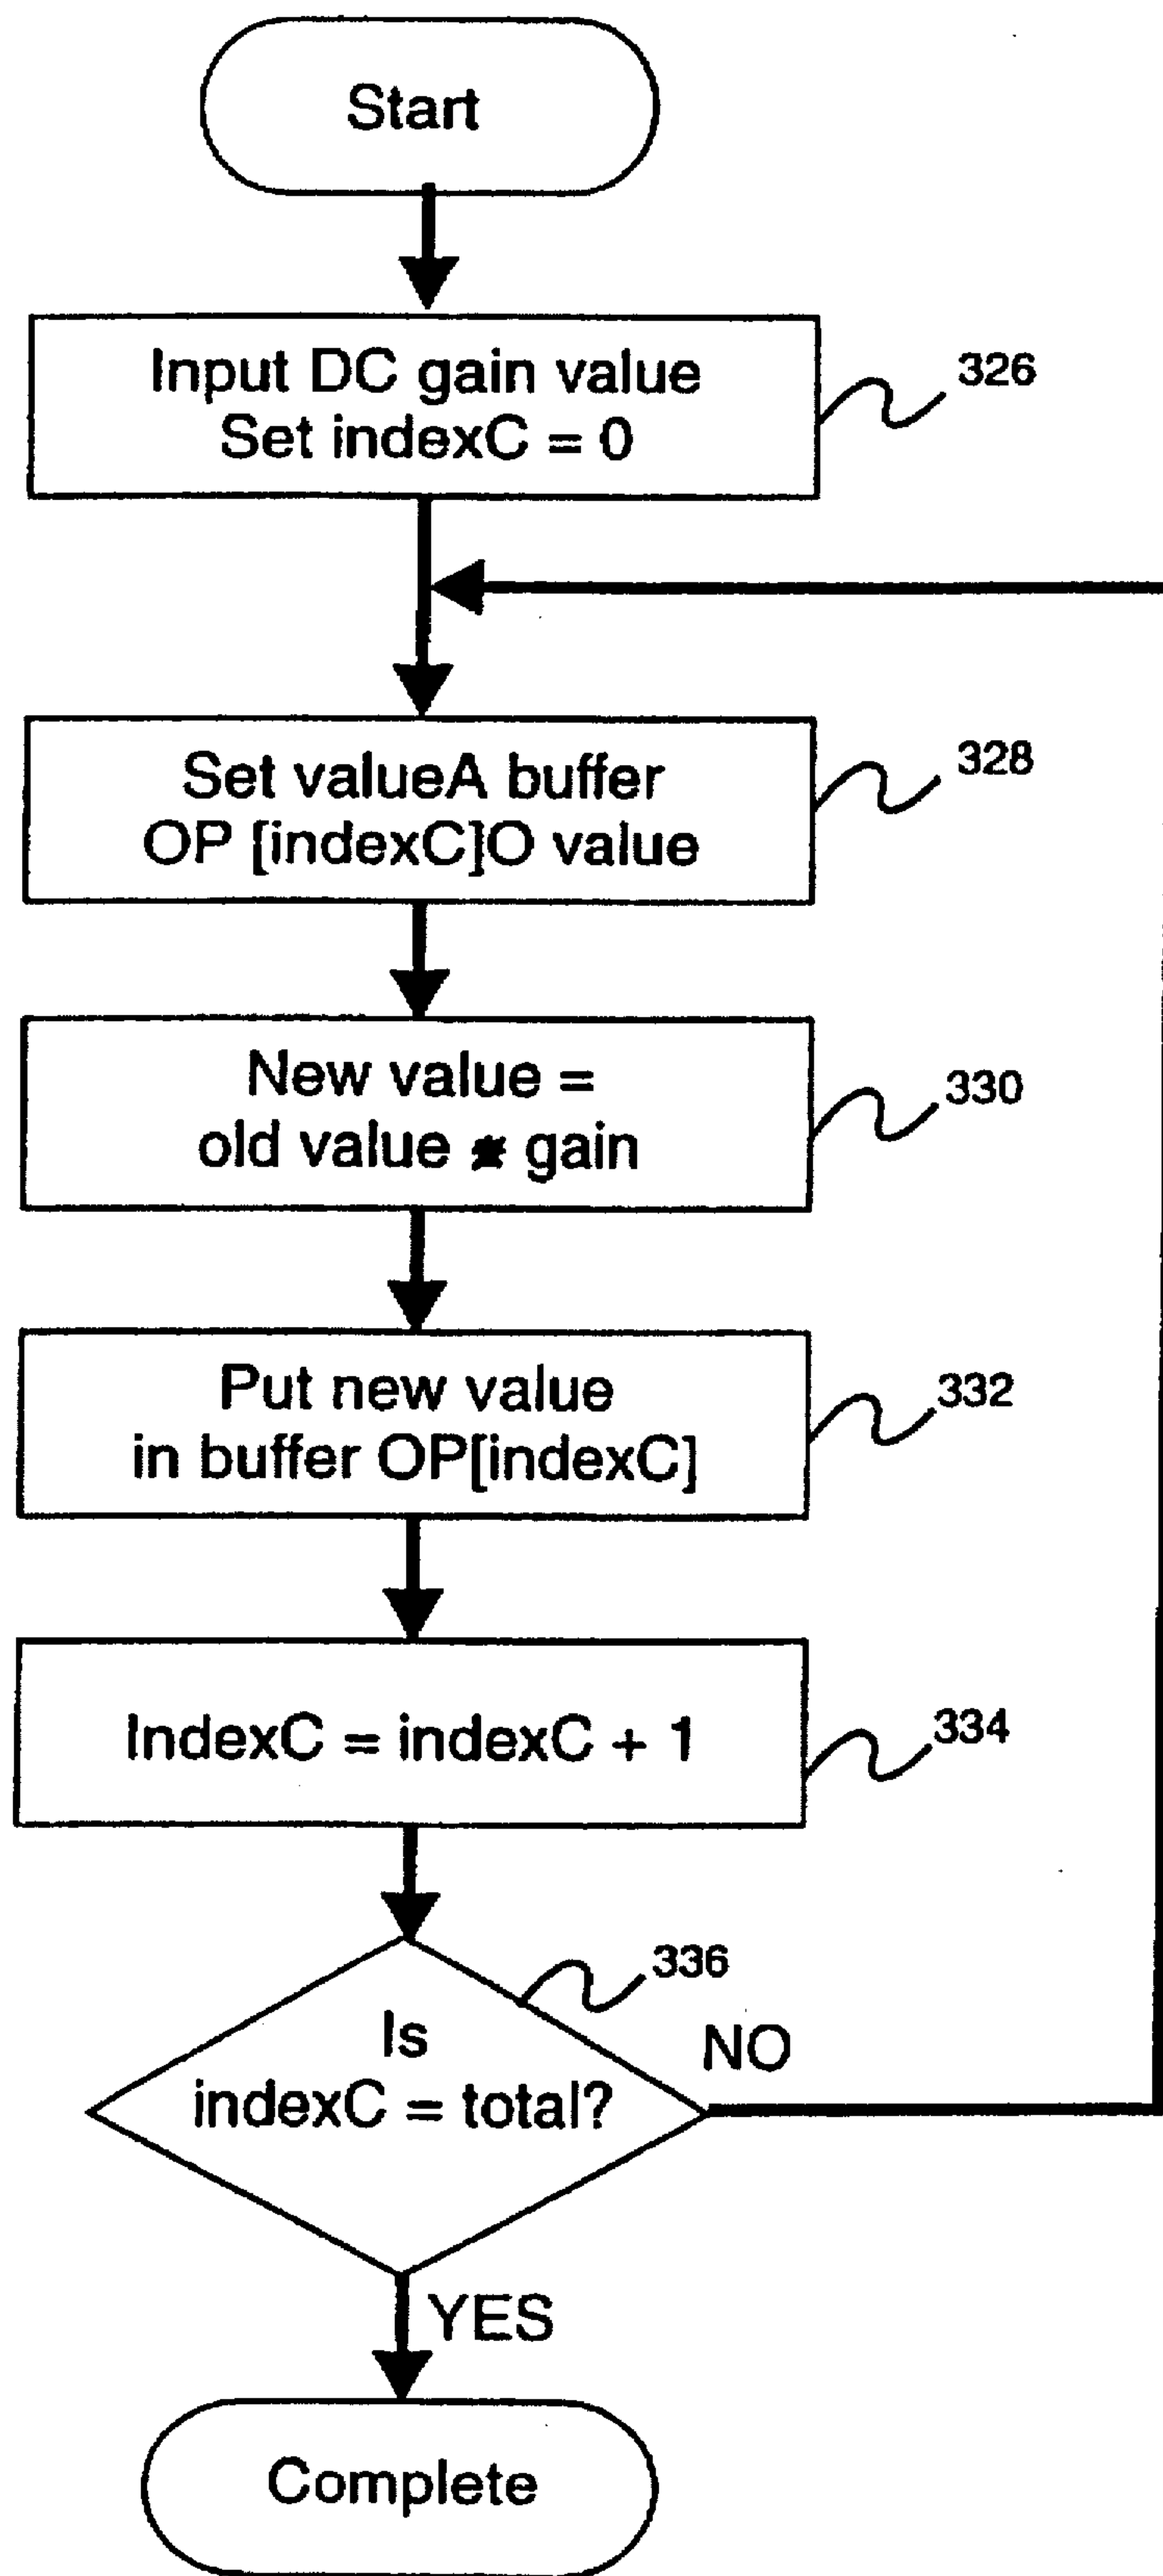 Start
Input DC gain value
Set indexC = 0
326
Set valueA buffer
OP [indexC]O value
328
New value =
old value * gain
330
Put new value
in buffer OP[indexC]
332
IndexC = indexC + 1
334
336
Is
indexC = total?
NO
YES
Complete